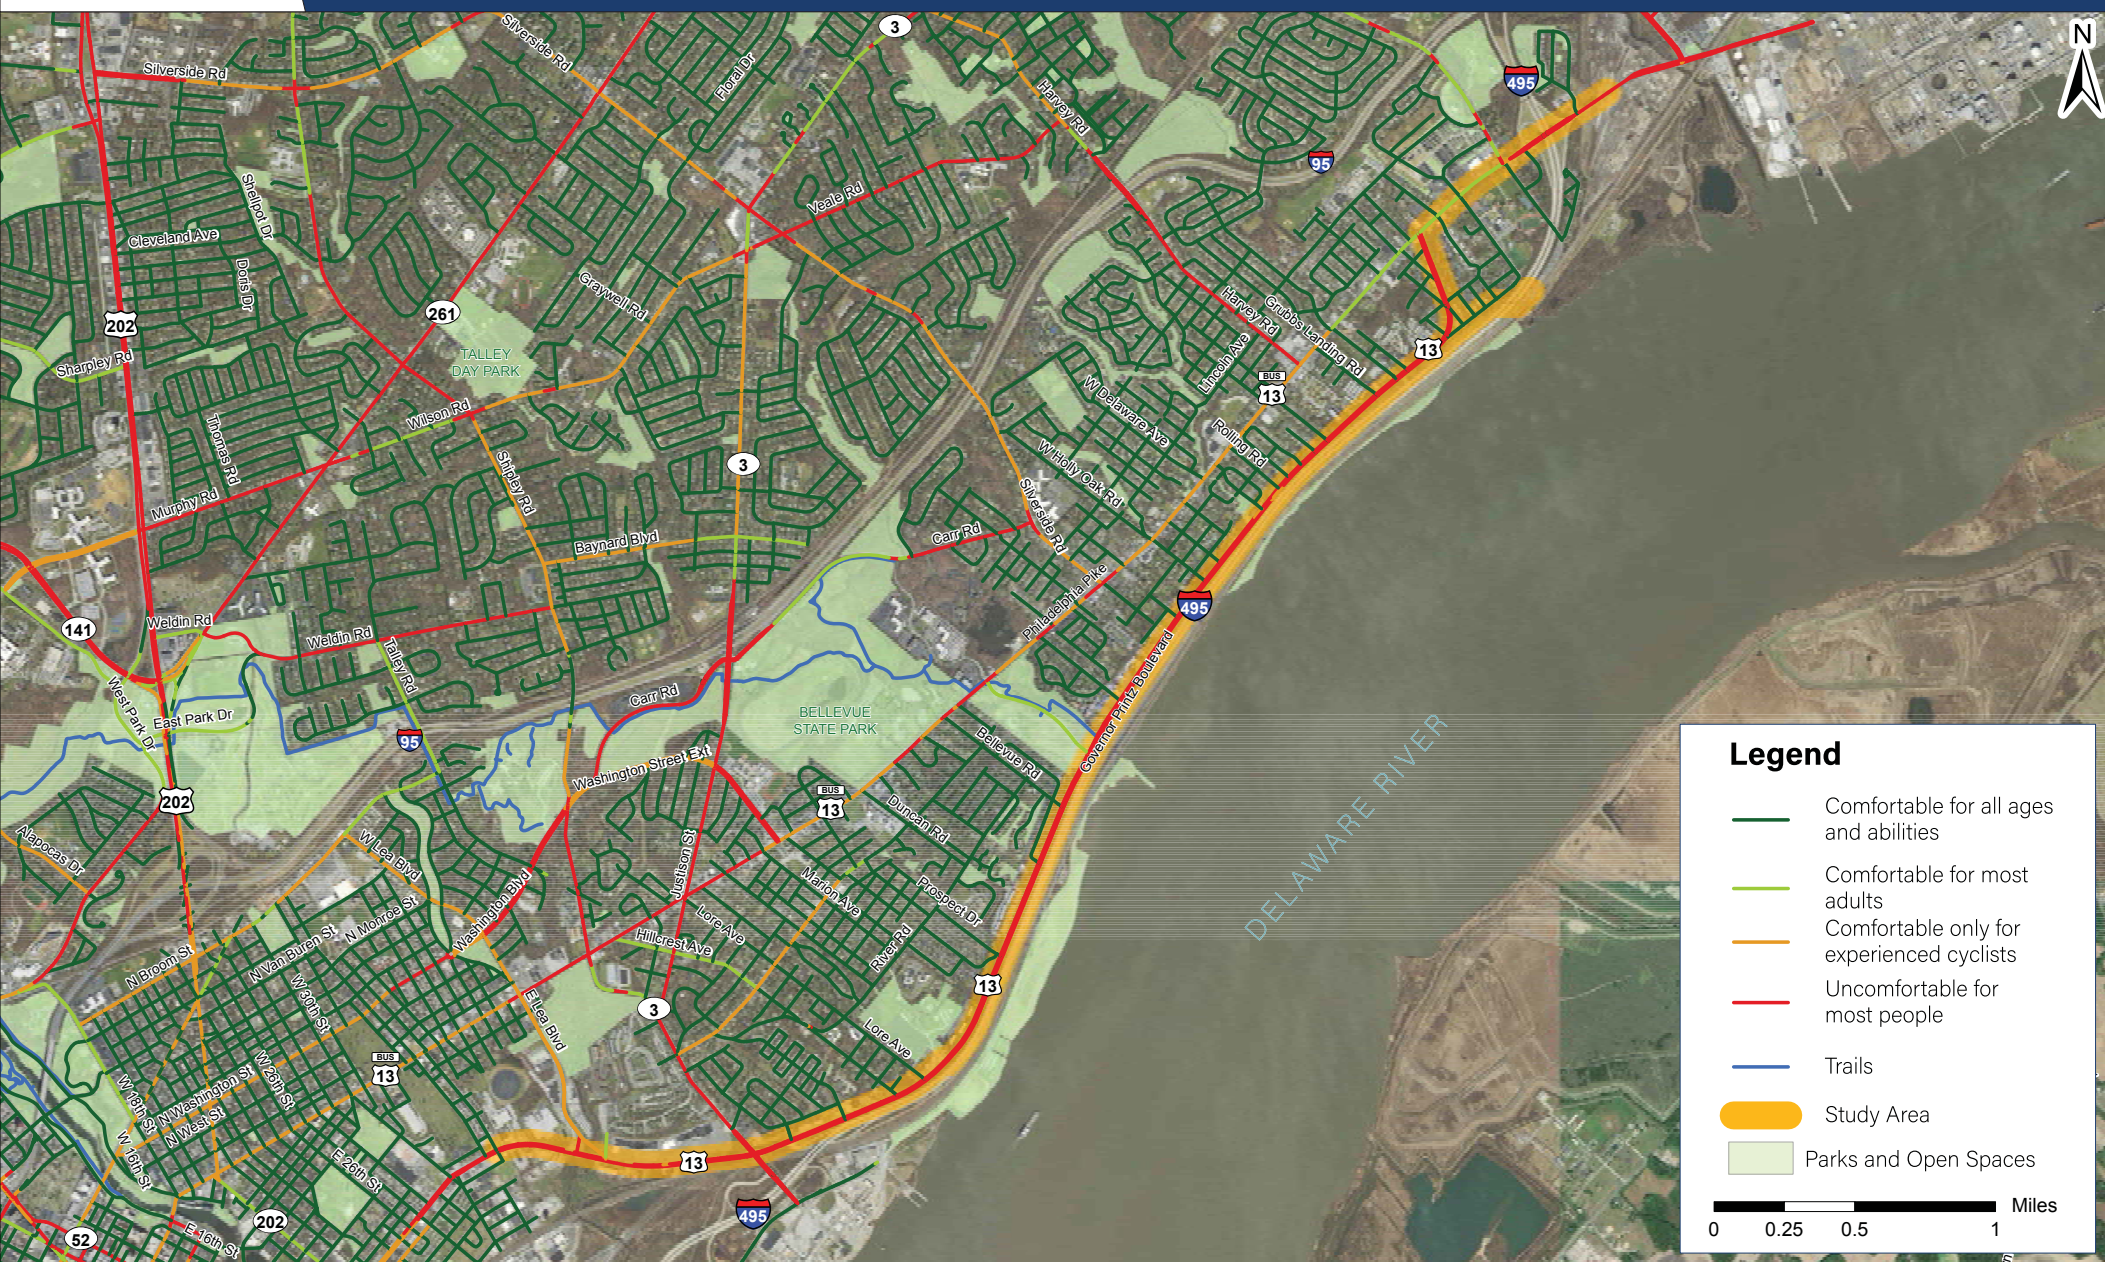 Silverside Rd
Silverside Rd
3
Floral Dr
Harvey Rd
495
N
95
Shellpot Dr
Veale Rd
Cleveland Ave
Doris Dr
Graywell Rd
202
261
Harvey Rd
Grubbs Landing Rd
TALLEY
DAY PARK
Sharpley Rd
Lincoln Ave
13
BUS
13
W Delaware Ave
Wilson Rd
Thomas Rd
Rolling Rd
Shipley Rd
3
W Holly Oak Rd
Murphy Rd
Silverside Rd
Baynard Blvd
Carr Rd
Philadelphia Pike
495
141
Weldin Rd
Weldin Rd
Talley Rd
Governor Printz Boulevard
West Park Dr
East Park Dr
Carr Rd
BELLEVUE
STATE PARK
95
Bellevue Rd
Washington Street Ext
202
BUS
13
Duncan Rd
DELAWARE RIVER
Alapocas Dr
W Lea Blvd
Justison St
Marion Ave
Prospect Dr
Washington Blvd
N Monroe St
Lore Ave
Hillcrest Ave
River Rd
N Van Buren St
N Broom St
W 30th St
13
3
E Lea Blvd
Lore Ave
BUS
13
W 26th St
W 18th St
N Washington St
N West St
W 16th St
E 26th St
13
495
202
52
E 16th St
Legend
Comfortable for all ages
and abilities
Comfortable for most
adults
Comfortable only for
experienced cyclists
Uncomfortable for
most people
Trails
Study Area
Parks and Open Spaces
Miles
0 0.25 0.5 1